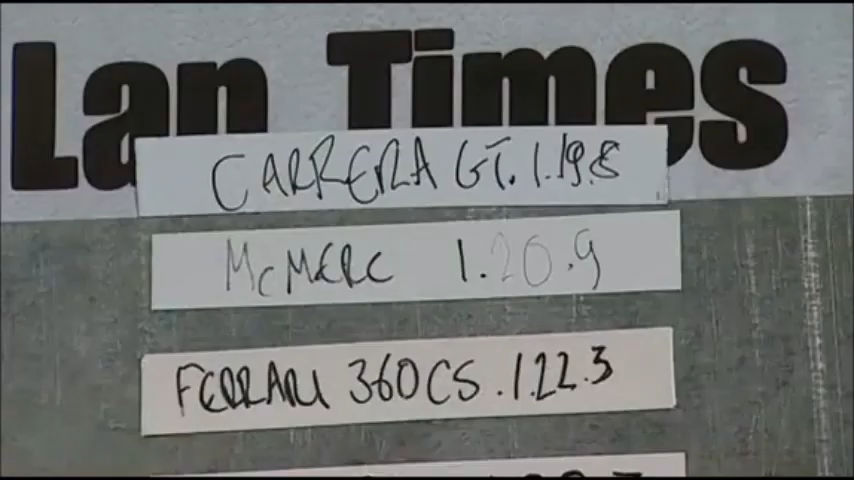 Lap Times
CARRERA GT. 1.19.8
McMERC 1.20.9
FERRARI 360CS .1.22.3